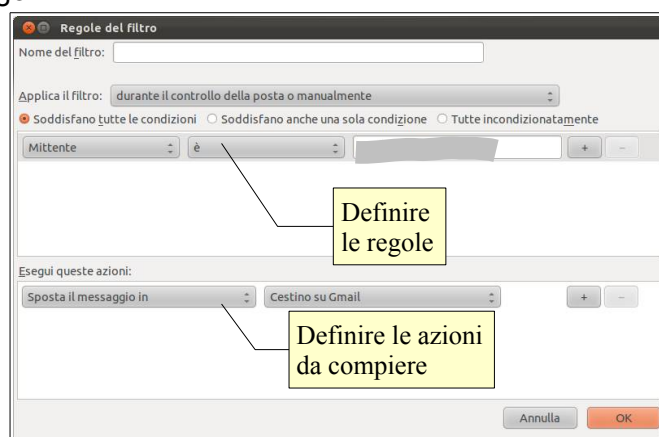 Regole del filtro
Nome del filtro:
Applica il filtro: durante il controllo della posta o manualmente
Soddisfano tutte le condizioni Soddisfano anche una sola condizione Tutte incondizionatamente
Mittente è + -
Definire
le regole
Esegui queste azioni:
Sposta il messaggio in Cestino su Gmail + -
Definire le azioni
da compiere
Annulla OK